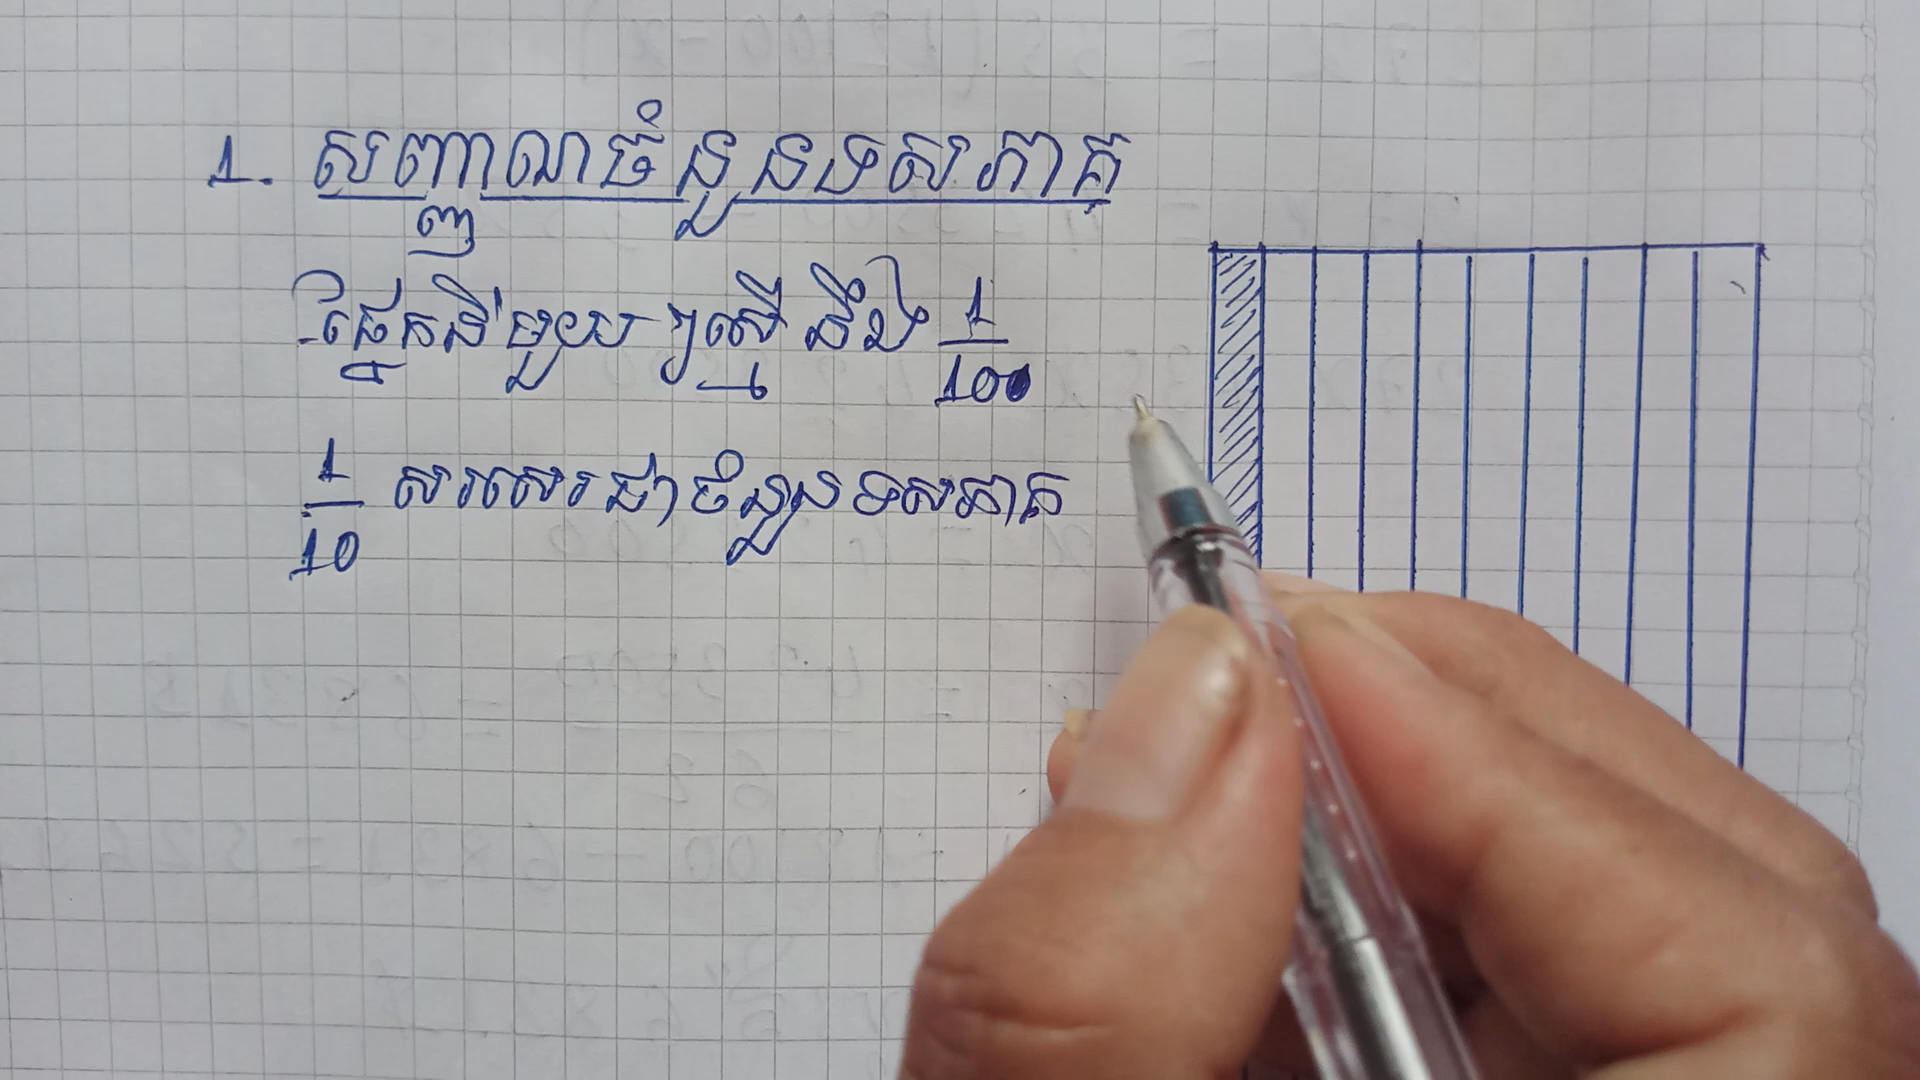 1. សញ្ញាណចំនួនទសភាគ
-ផ្នែកនីមួយៗស្មើ នឹង 1/100
1/10 សរសេរជាចំនួនទសភាគ